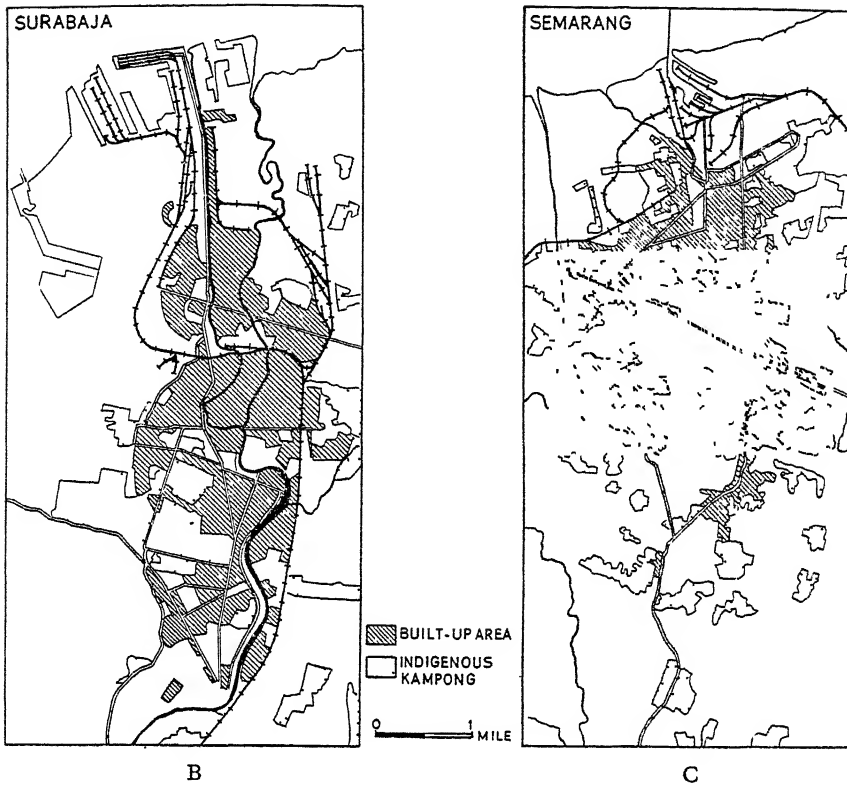 SURABAJA
SEMARANG
BUILT-UP AREA
INDIGENOUS
KAMPONG
0 1
MILE
B
C